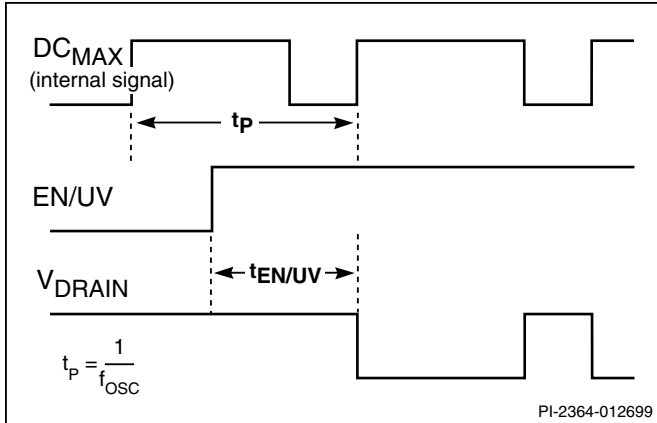 DCMAX
(internal signal)
tP
EN/UV
tEN/UV
VDRAIN
tP = 1/fOSC
PI-2364-012699